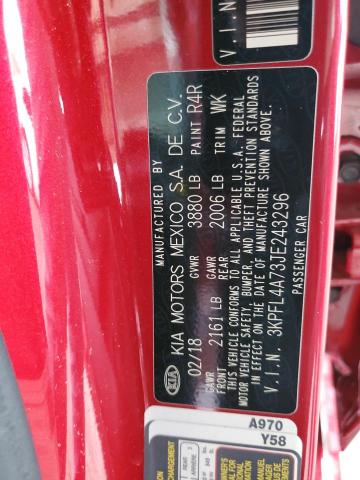 V.I.N
KIA
MANUFACTURED BY
KIA MOTORS MEXICO S.A. DE C.V.
02/18 GVWR 3880 LB PAINT R4R
GAWR 2161 LB GAWR REAR 2006 LB TRIM WK
THIS VEHICLE CONFORMS TO ALL APPLICABLE U.S.A. FEDERAL
MOTOR VEHICLE SAFETY, BUMPER, AND THEFT PREVENTION STANDARDS
IN EFFECT ON THE DATE OF MANUFACTURE SHOWN ABOVE.
V.I.N. 3KPFL4A73JE243296
PASSENGER CAR
A970
Y58